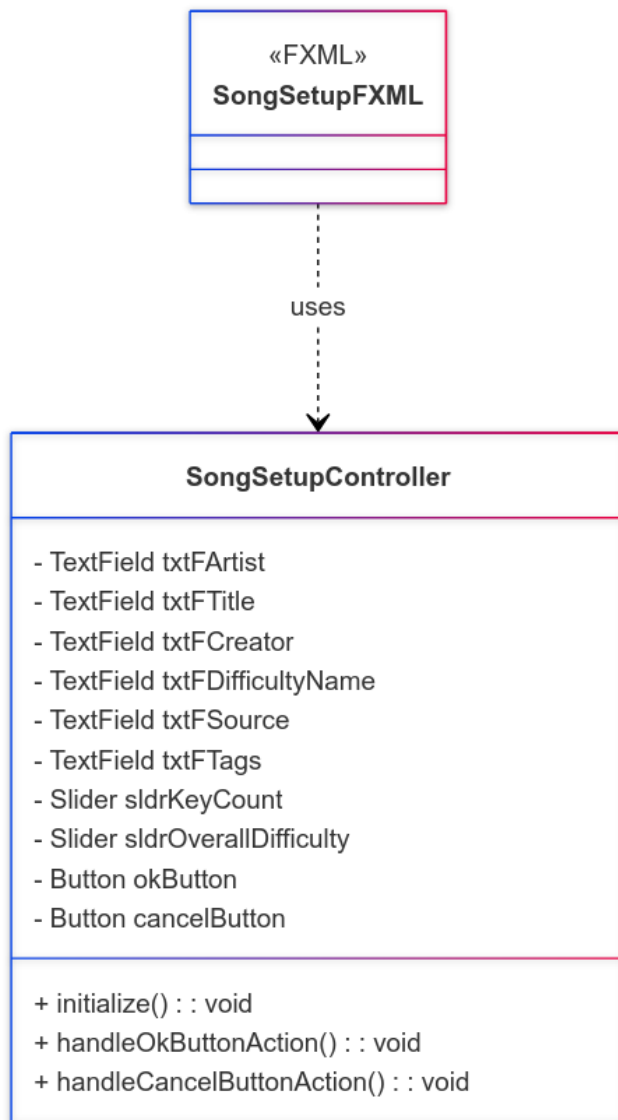 «FXML»
SongSetupFXML
uses
SongSetupController
- TextField txtFArtist
- TextField txtFTitle
- TextField txtFCreator
- TextField txtFDifficultyName
- TextField txtFSource
- TextField txtFTags
- Slider sldrKeyCount
- Slider sldrOverallDifficulty
- Button okButton
- Button cancelButton
+ initialize() : : void
+ handleOkButtonAction() : : void
+ handleCancelButtonAction() : : void